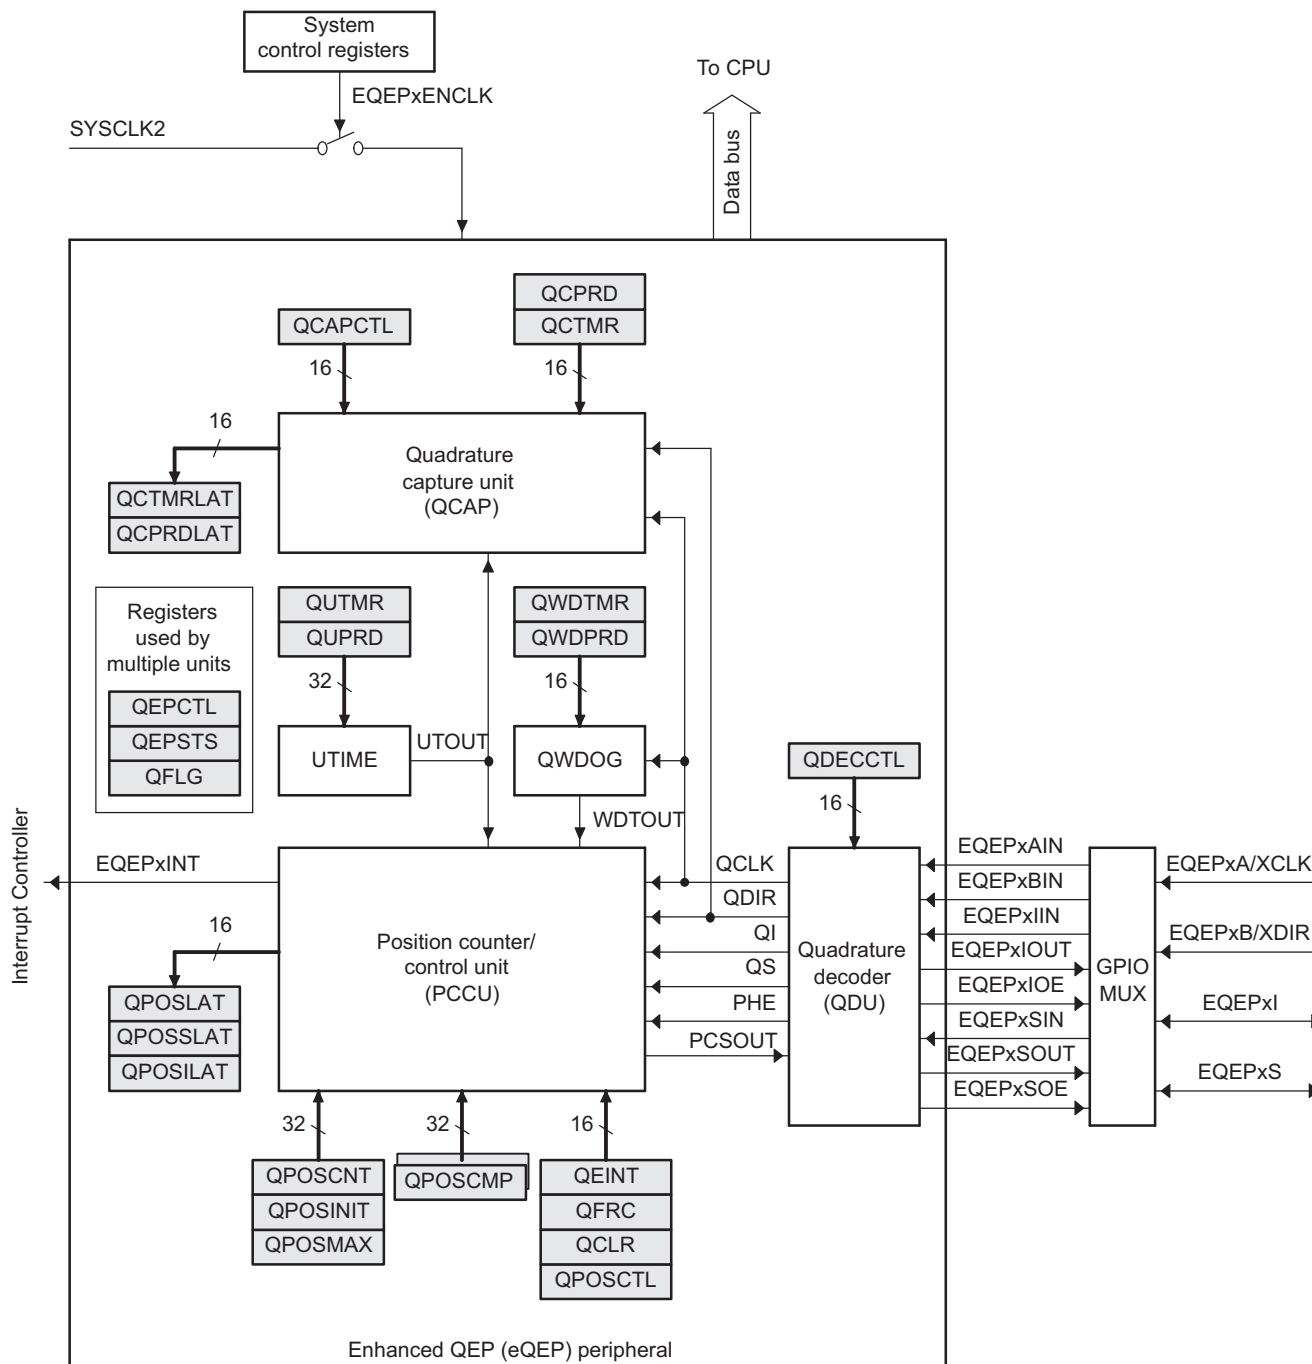 System
control registers
To CPU
EQEPxENCLK
SYSCLK2
Data bus
QCPRD
QCAPCTL
QCTMR
16
16
16
Quadrature
capture unit
(QCAP)
QCTMRLAT
QCPRDLAT
Registers
used by
multiple units
QUTMR
QUPRD
QWDTMR
QWDPRD
32
16
QEPCTL
QEPSTS
QFLG
UTIME
UTOUT
QWDOG
QDECCTL
16
WDTOUT
Interrupt Controller
EQEPxINT
16
Position counter/
control unit
(PCCU)
QCLK
QDIR
QI
QS
PHE
PCSOUT
Quadrature
decoder
(QDU)
EQEPxAIN
EQEPxBIN
EQEPxIIN
EQEPxIOUT
EQEPxIOE
EQEPxSIN
EQEPxSOUT
EQEPxSOE
GPIO
MUX
EQEPxA/XCLK
EQEPxB/XDIR
EQEPxI
EQEPxS
QPOSLAT
QPOSSLAT
QPOSILAT
32
32
16
QPOSCNT
QPOSINIT
QPOSMAX
QPOSCMP
QEINT
QFRC
QCLR
QPOSCTL
Enhanced QEP (eQEP) peripheral